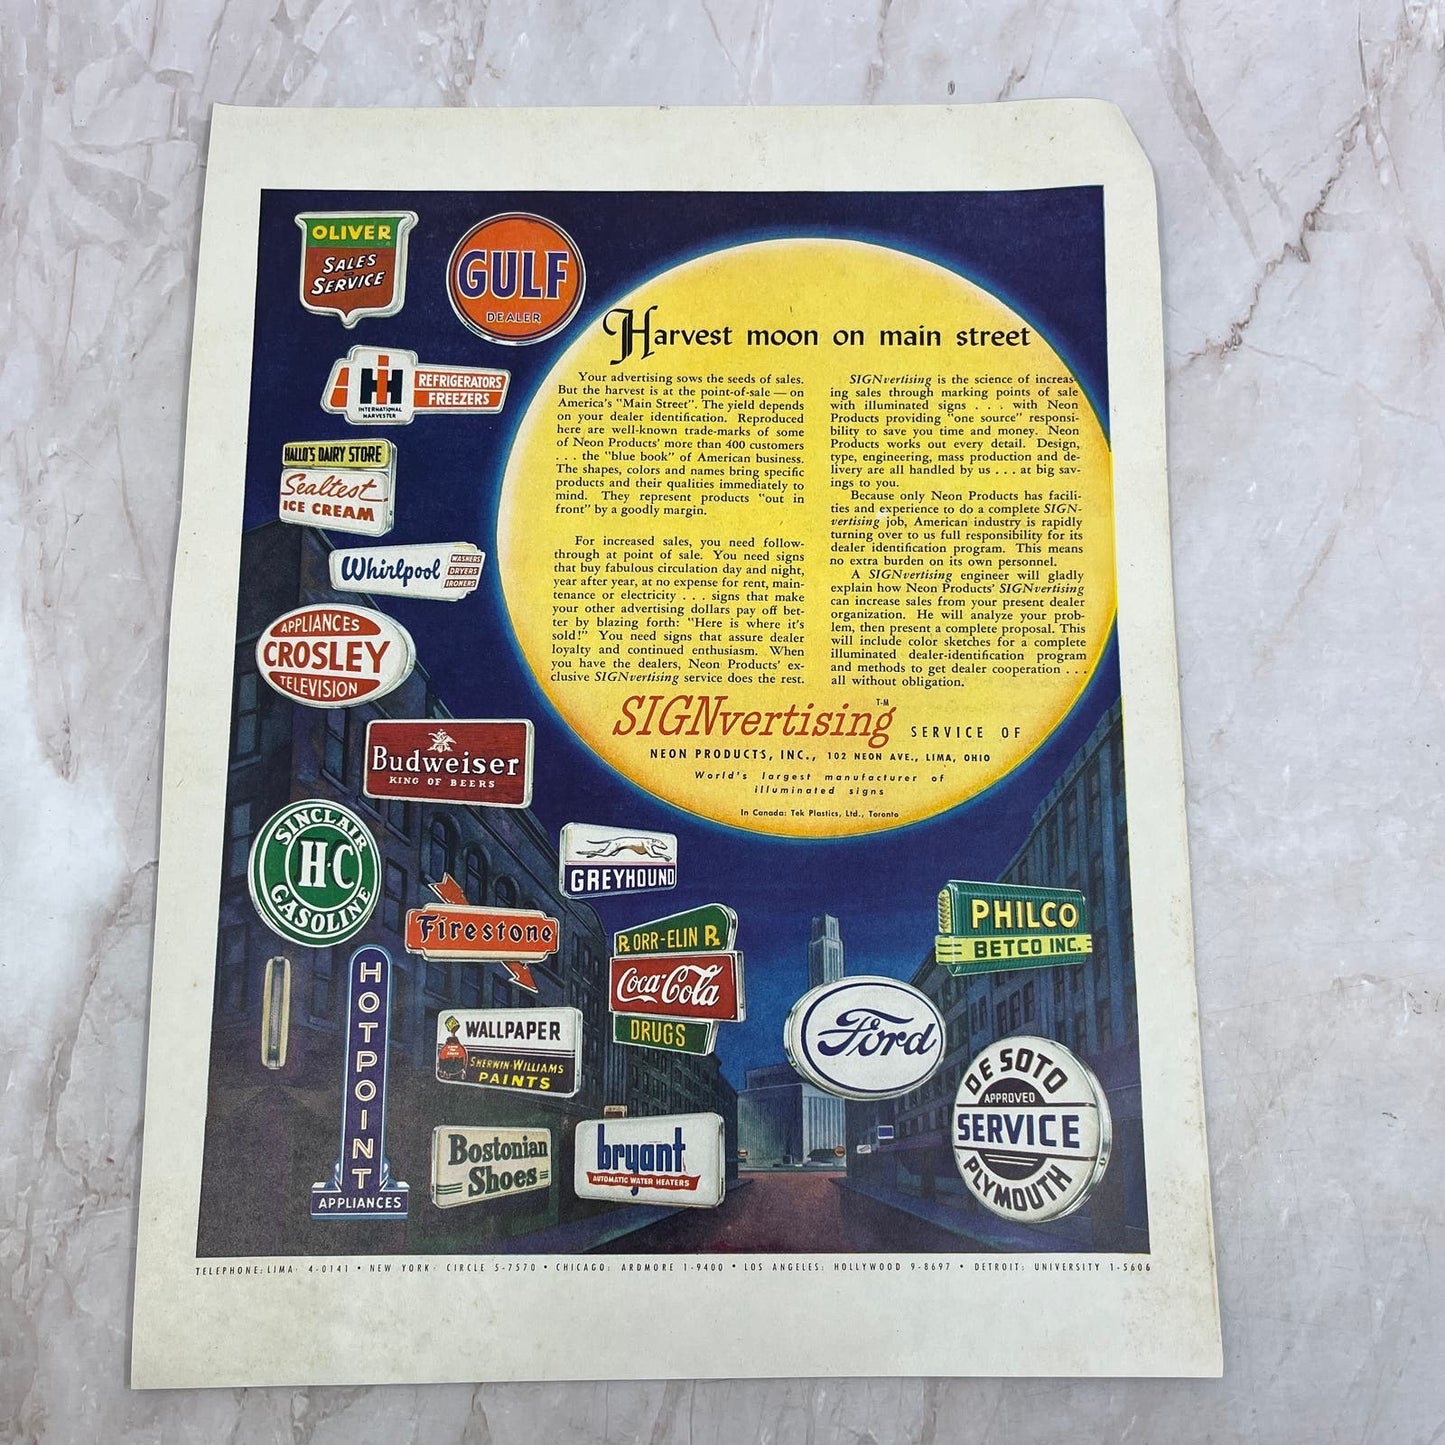 OLIVER
SALES
AND
SERVICE
GULF
DEALER
IH
INTERNATIONAL
HARVESTER
REFRIGERATORS
FREEZERS
HALLO'S DAIRY STORE
Sealtest
ICE CREAM
Whirlpool
WASHERS
DRYERS
IRONERS
APPLIANCES
CROSLEY
TELEVISION
Budweiser
KING OF BEERS
SINCLAIR
H·C
GASOLINE
GREYHOUND
Firestone
HOTPOINT
APPLIANCES
WALLPAPER
SHERWIN-WILLIAMS
PAINTS
ORR-ELIN
Coca-Cola
DRUGS
Bostonian
Shoes
bryant
AUTOMATIC WATER HEATERS
PHILCO
BETCO INC.
Ford
DE SOTO
APPROVED
SERVICE
PLYMOUTH
Harvest moon on main street
Your advertising sows the seeds of sales.
But the harvest is at the point-of-sale — on
America's "Main Street". The yield depends
on your dealer identification. Reproduced
here are well-known trade-marks of some
of Neon Products' more than 400 customers
. . . the "blue book" of American business.
The shapes, colors and names bring specific
products and their qualities immediately to
mind. They represent products "out in
front" by a goodly margin.
For increased sales, you need follow-
through at point of sale. You need signs
that buy fabulous circulation day and night,
year after year, at no expense for rent, main-
tenance or electricity . . . signs that make
your other advertising dollars pay off bet-
ter by blazing forth: "Here is where it's
sold!" You need signs that assure dealer
loyalty and continued enthusiasm. When
you have the dealers, Neon Products' ex-
clusive SIGNvertising service does the rest.
SIGNvertising is the science of increas-
ing sales through marking points of sale
with illuminated signs . . . with Neon
Products providing "one source" responsi-
bility to save you time and money. Neon
Products works out every detail. Design,
type, engineering, mass production and de-
livery are all handled by us . . . at big sav-
ings to you.
Because only Neon Products has facili-
ties and experience to do a complete SIGN-
vertising job, American industry is rapidly
turning over to us full responsibility for its
dealer identification program. This means
no extra burden on its own personnel.
A SIGNvertising engineer will gladly
explain how Neon Products' SIGNvertising
can increase sales from your present dealer
organization. He will analyze your prob-
lem, then present a complete proposal. This
will include color sketches for a complete
illuminated dealer-identification program
and methods to get dealer cooperation . . .
all without obligation.
SIGNvertising T-M SERVICE OF
NEON PRODUCTS, INC., 102 NEON AVE., LIMA, OHIO
World's largest manufacturer of
illuminated signs
In Canada: Tek Plastics, Ltd., Toronto
TELEPHONE: LIMA · 4-0141 • NEW YORK · CIRCLE 5-7570 • CHICAGO: ARDMORE 1-9400 • LOS ANGELES: HOLLYWOOD 9-8697 • DETROIT: UNIVERSITY 1-5606